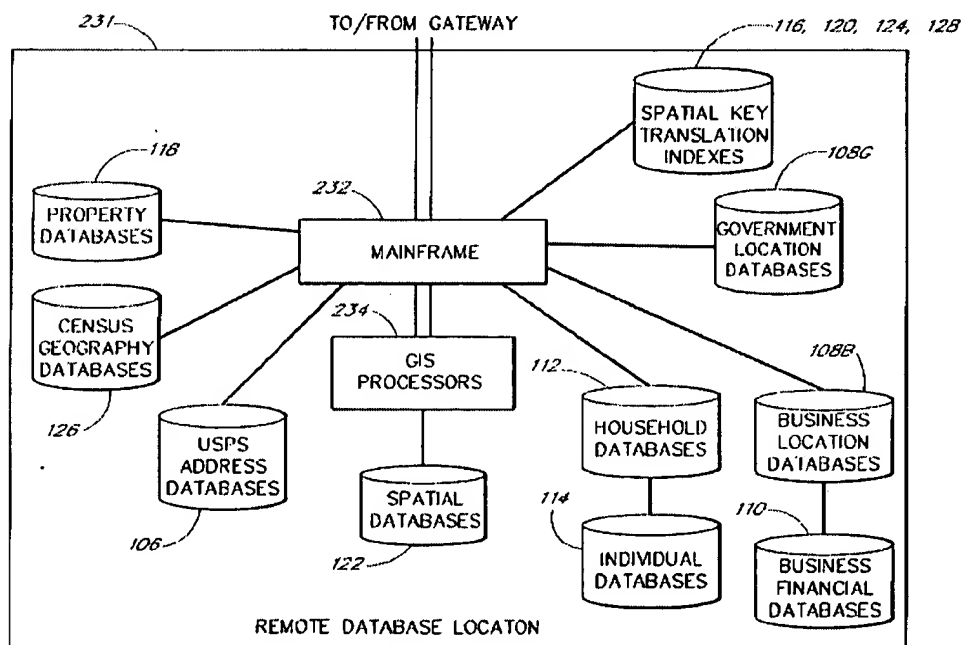 231
TO/FROM GATEWAY
116, 120, 124, 128
SPATIAL KEY
TRANSLATION
INDEXES
118
PROPERTY
DATABASES
232
MAINFRAME
108G
GOVERNMENT
LOCATION
DATABASES
CENSUS
GEOGRAPHY
DATABASES
126
234
GIS
PROCESSORS
112
HOUSEHOLD
DATABASES
108B
BUSINESS
LOCATION
DATABASES
USPS
ADDRESS
DATABASES
106
SPATIAL
DATABASES
122
114
INDIVIDUAL
DATABASES
110
BUSINESS
FINANCIAL
DATABASES
REMOTE DATABASE LOCATON